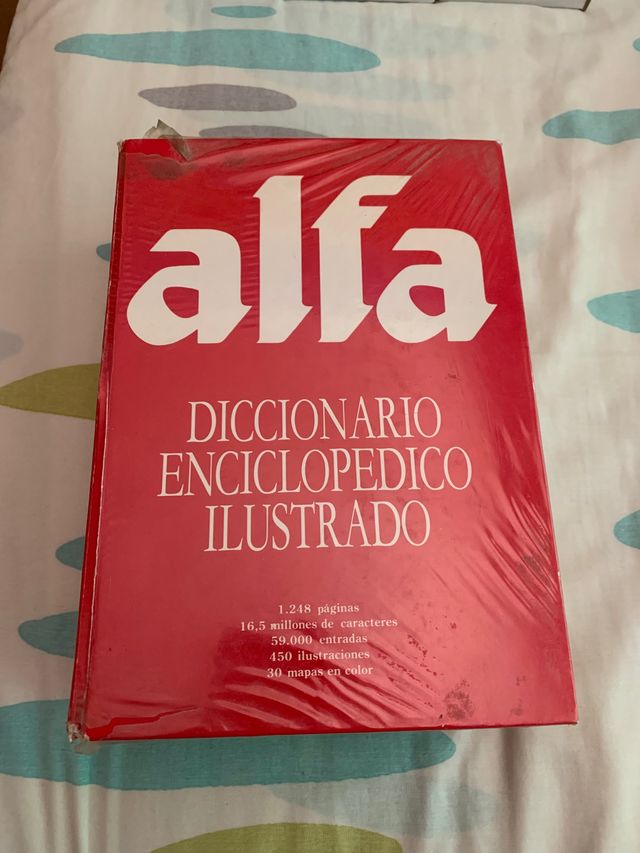 alfa
DICCIONARIO
ENCICLOPEDICO
ILUSTRADO
1.248 páginas
16,5 millones de caracteres
59.000 entradas
450 ilustraciones
30 mapas en color